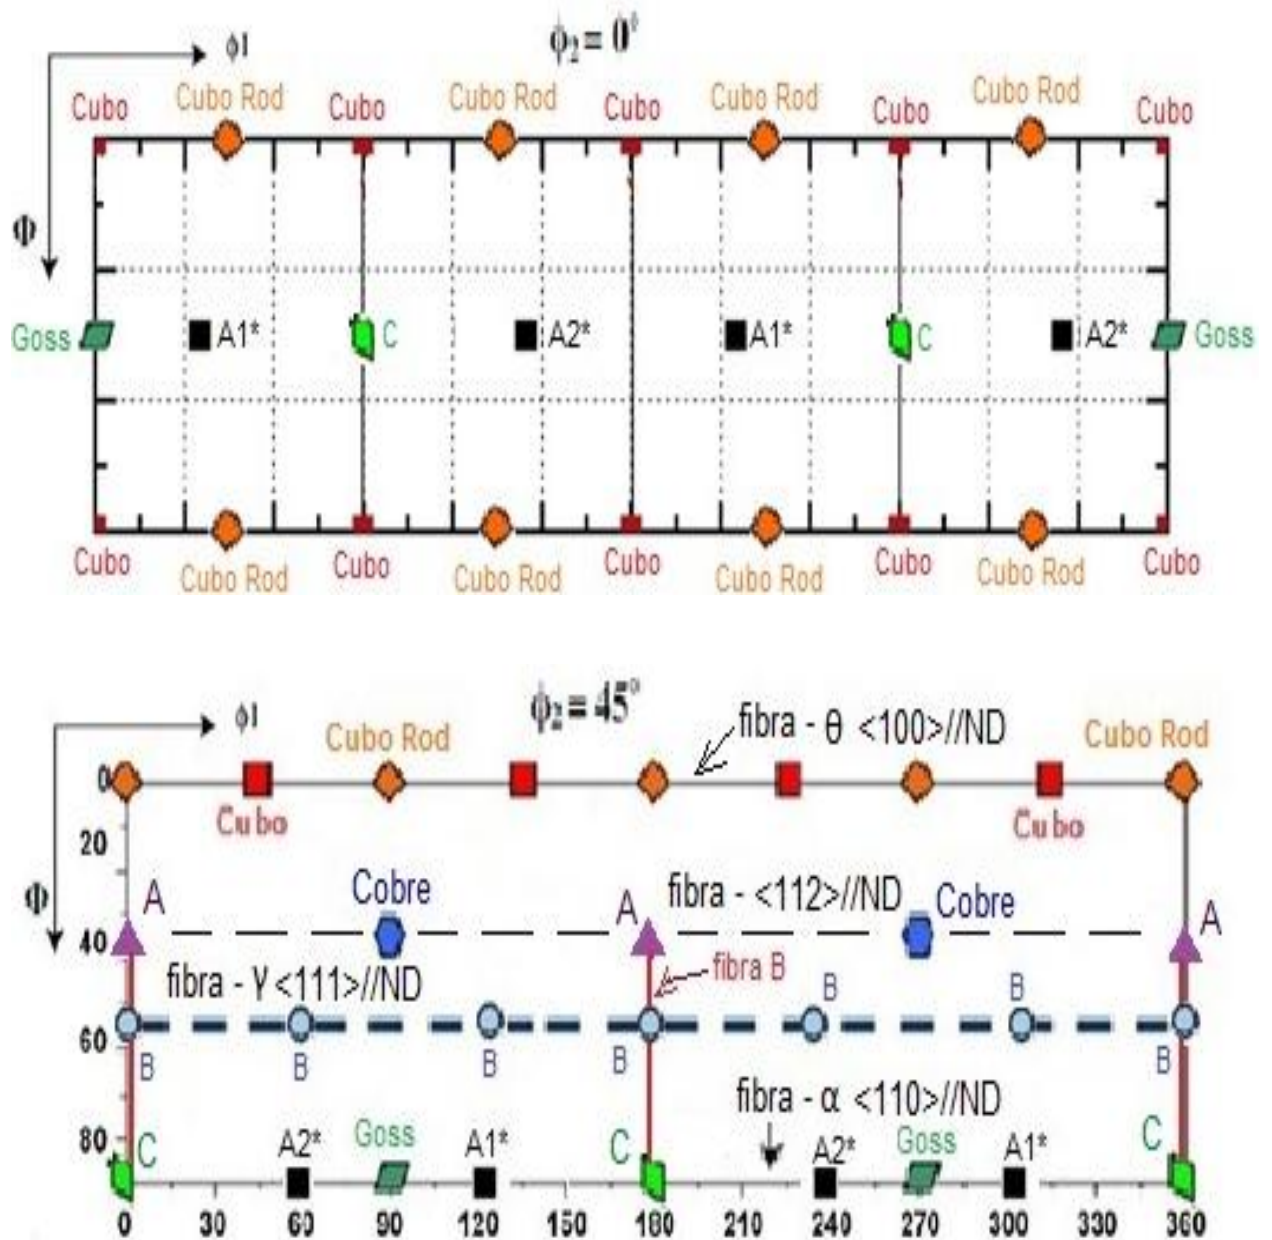 ϕ1 ϕ₂ = 0°
Cubo Cubo Rod Cubo Cubo Rod Cubo Cubo Rod Cubo Cubo Rod Cubo
Φ
Goss A1* C A2* A1* C A2* Goss
Cubo Cubo Rod Cubo Cubo Rod Cubo Cubo Rod Cubo Cubo Rod Cubo
ϕ1 ϕ₂ = 45°
fibra - θ <100>//ND
Cubo Rod Cubo Rod
0
Cubo Cubo
20
Φ
A Cobre A fibra - <112>//ND Cobre A
40
fibra - γ <111>//ND fibra B B B
60
B B B B B
fibra - α <110>//ND
80
C A2* Goss A1* C A2* Goss A1* C
0 30 60 90 120 150 180 210 240 270 300 330 360